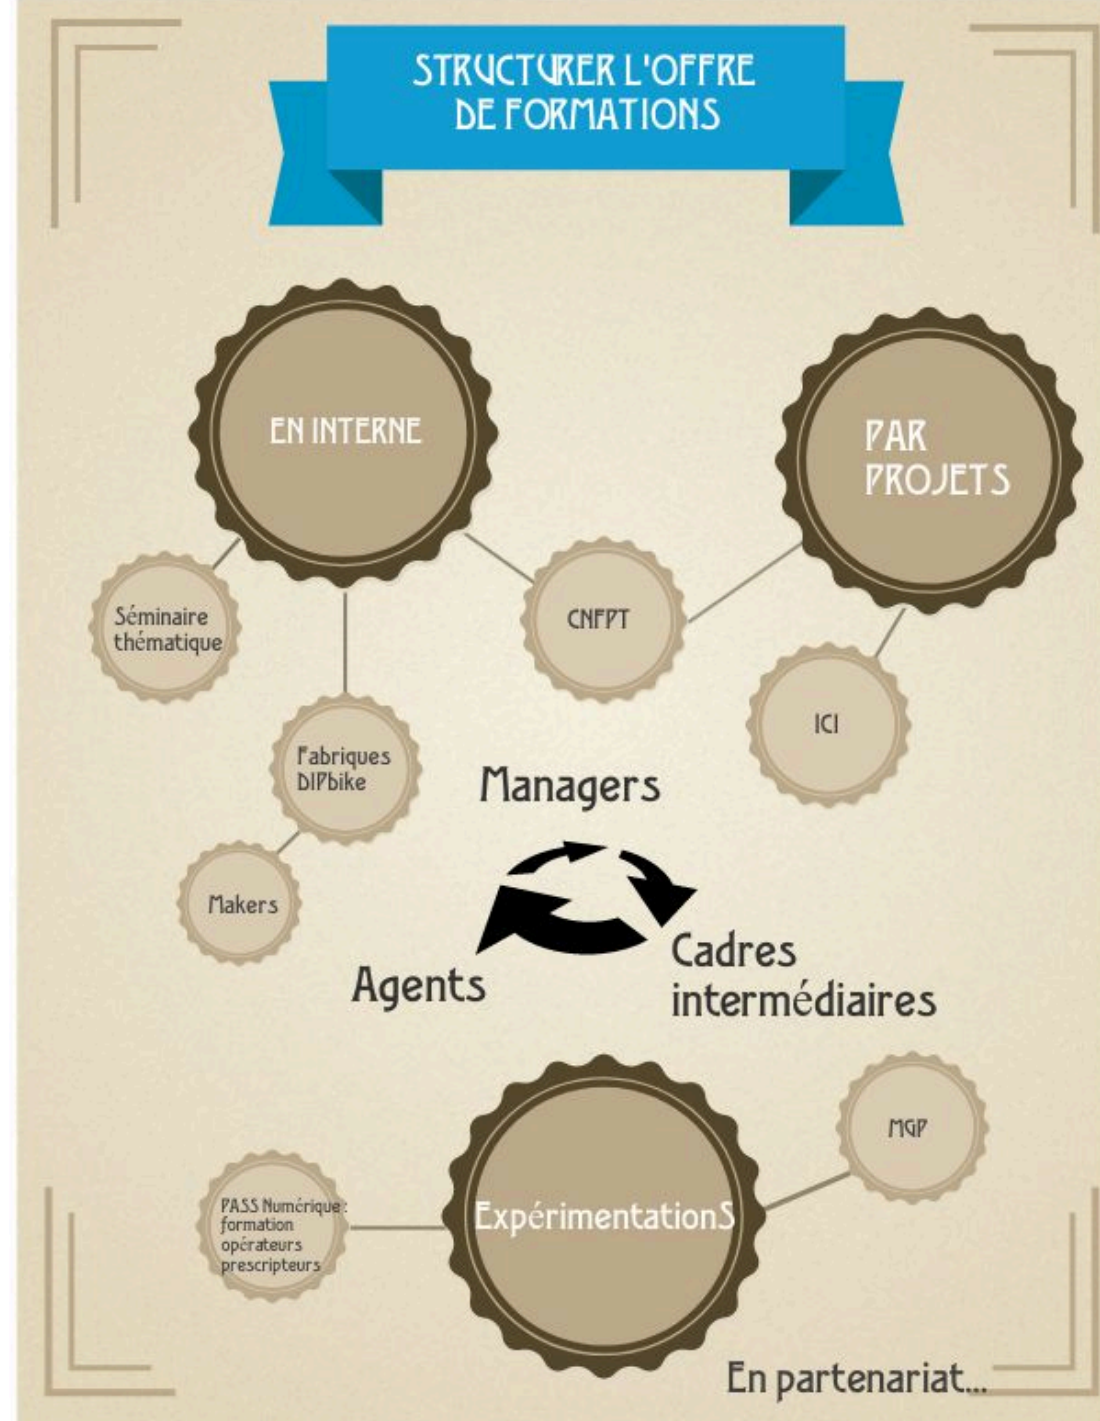 STRUCTURER L'OFFRE
DE FORMATIONS
EN INTERNE
PAR
PROJETS
Séminaire
thématique
CNFPT
ICI
Fabriques
DIPbike
Managers
Makers
Agents
Cadres
intermédiaires
MGP
PASS Numérique :
formation
opérateurs
prescripteurs
ExpérimentationS
En partenariat...